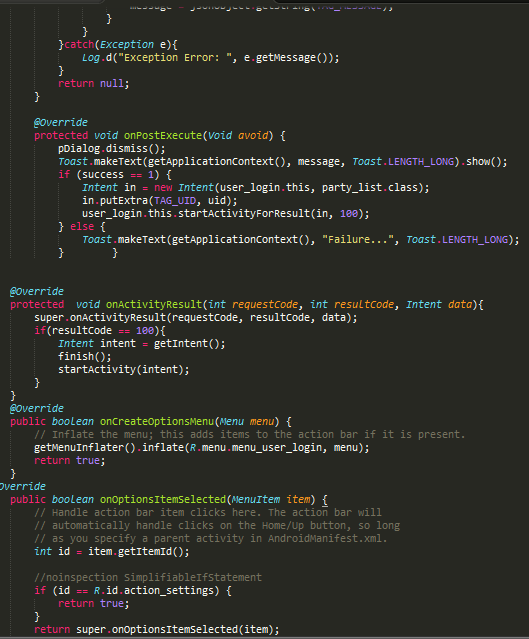 message = jsonObject.getString(TAG_MESSAGE);
}
}
}catch(Exception e){
Log.d("Exception Error: ", e.getMessage());
}
return null;
}
@Override
protected void onPostExecute(Void avoid) {
pDialog.dismiss();
Toast.makeText(getApplicationContext(), message, Toast.LENGTH_LONG).show();
if (success == 1) {
Intent in = new Intent(user_login.this, party_list.class);
in.putExtra(TAG_UID, uid);
user_login.this.startActivityForResult(in, 100);
} else {
Toast.makeText(getApplicationContext(), "Failure...", Toast.LENGTH_LONG);
} }
@Override
protected void onActivityResult(int requestCode, int resultCode, Intent data){
super.onActivityResult(requestCode, resultCode, data);
if(resultCode == 100){
Intent intent = getIntent();
finish();
startActivity(intent);
}
}
@Override
public boolean onCreateOptionsMenu(Menu menu) {
// Inflate the menu; this adds items to the action bar if it is present.
getMenuInflater().inflate(R.menu.menu_user_login, menu);
return true;
}
Override
public boolean onOptionsItemSelected(MenuItem item) {
// Handle action bar item clicks here. The action bar will
// automatically handle clicks on the Home/Up button, so long
// as you specify a parent activity in AndroidManifest.xml.
int id = item.getItemId();
//noinspection SimplifiableIfStatement
if (id == R.id.action_settings) {
return true;
}
return super.onOptionsItemSelected(item);